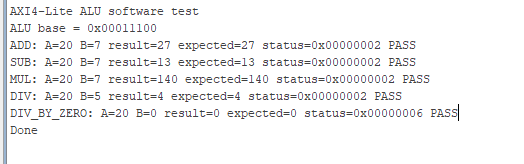 AXI4-Lite ALU software test
ALU base = 0x00011100
ADD: A=20 B=7 result=27 expected=27 status=0x00000002 PASS
SUB: A=20 B=7 result=13 expected=13 status=0x00000002 PASS
MUL: A=20 B=7 result=140 expected=140 status=0x00000002 PASS
DIV: A=20 B=5 result=4 expected=4 status=0x00000002 PASS
DIV_BY_ZERO: A=20 B=0 result=0 expected=0 status=0x00000006 PASS
Done